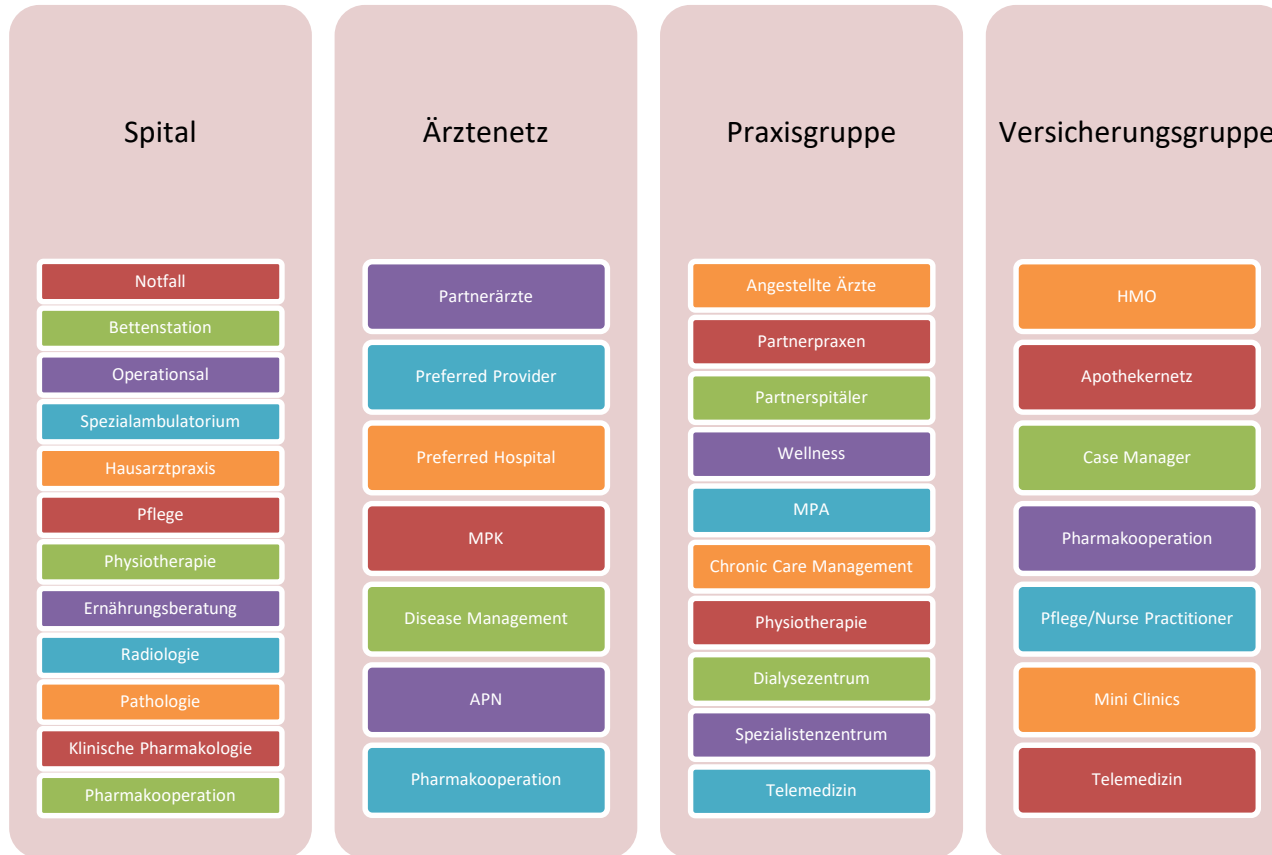 Spital
Notfall
Bettenstation
Operationsal
Spezialambulatorium
Hausarztpraxis
Pflege
Physiotherapie
Ernährungsberatung
Radiologie
Pathologie
Klinische Pharmakologie
Pharmakooperation
Ärztenetz
Partnerärzte
Preferred Provider
Preferred Hospital
MPK
Disease Management
APN
Pharmakooperation
Praxisgruppe
Angestellte Ärzte
Partnerpraxen
Partnerspitäler
Wellness
MPA
Chronic Care Management
Physiotherapie
Dialysezentrum
Spezialistenzentrum
Telemedizin
Versicherungsgruppe
HMO
Apothekernetz
Case Manager
Pharmakooperation
Pflege/Nurse Practitioner
Mini Clinics
Telemedizin